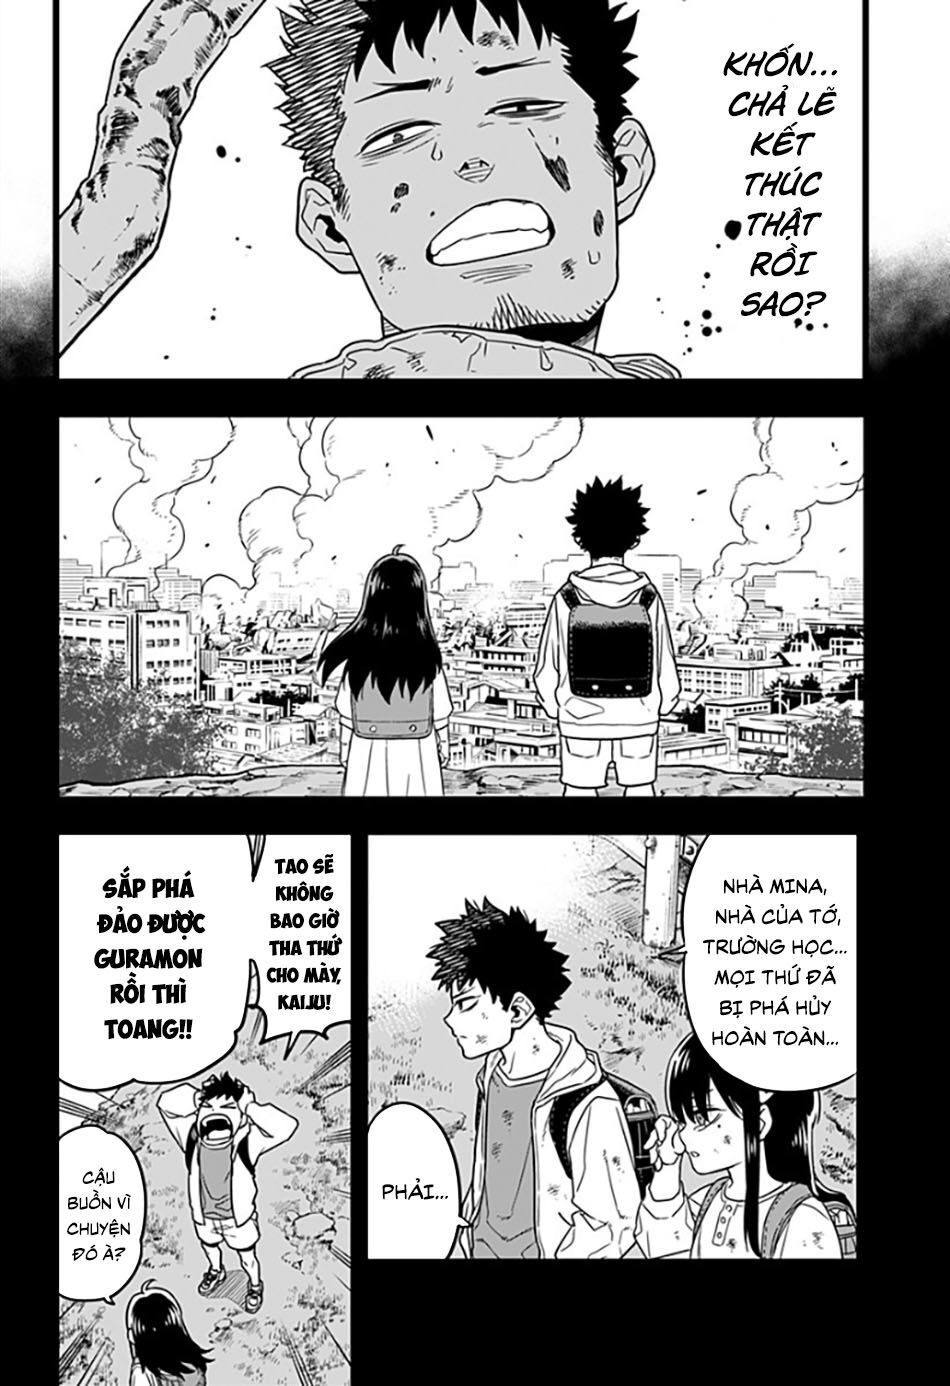 KHỐN...
CHẢ LẼ
KẾT
THÚC
THẬT
RỒI
SAO?
NHÀ MINA,
NHÀ CỦA TỚ,
TRƯỜNG HỌC...
MỌI THỨ ĐÃ
BỊ PHÁ HỦY
HOÀN TOÀN...
PHẢI...
TAO SẼ
KHÔNG
BAO GIỜ
THA THỨ
CHO MÀY,
KAIJU!
SẮP PHÁ
ĐẢO ĐƯỢC
GURAMON
RỒI THÌ
TOANG!!
CẬU
BUỒN VÌ
CHUYỆN
ĐÓ À?